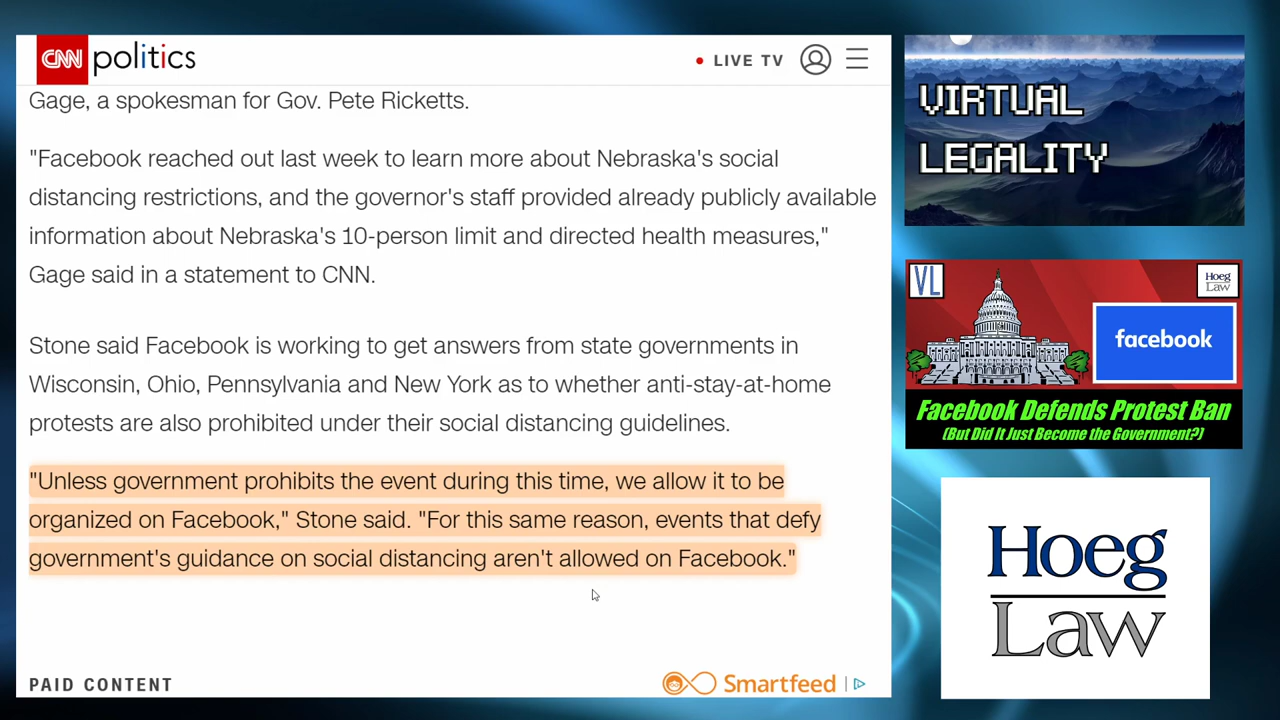 CNN politics
LIVE TV
Gage, a spokesman for Gov. Pete Ricketts.
"Facebook reached out last week to learn more about Nebraska's social
distancing restrictions, and the governor's staff provided already publicly available
information about Nebraska's 10-person limit and directed health measures,"
Gage said in a statement to CNN.
Stone said Facebook is working to get answers from state governments in
Wisconsin, Ohio, Pennsylvania and New York as to whether anti-stay-at-home
protests are also prohibited under their social distancing guidelines.
"Unless government prohibits the event during this time, we allow it to be
organized on Facebook," Stone said. "For this same reason, events that defy
government's guidance on social distancing aren't allowed on Facebook."
PAID CONTENT
Smartfeed
VIRTUAL
LEGALITY
VL
Hoeg
Law
facebook
Facebook Defends Protest Ban
(But Did It Just Become the Government?)
Hoeg
Law